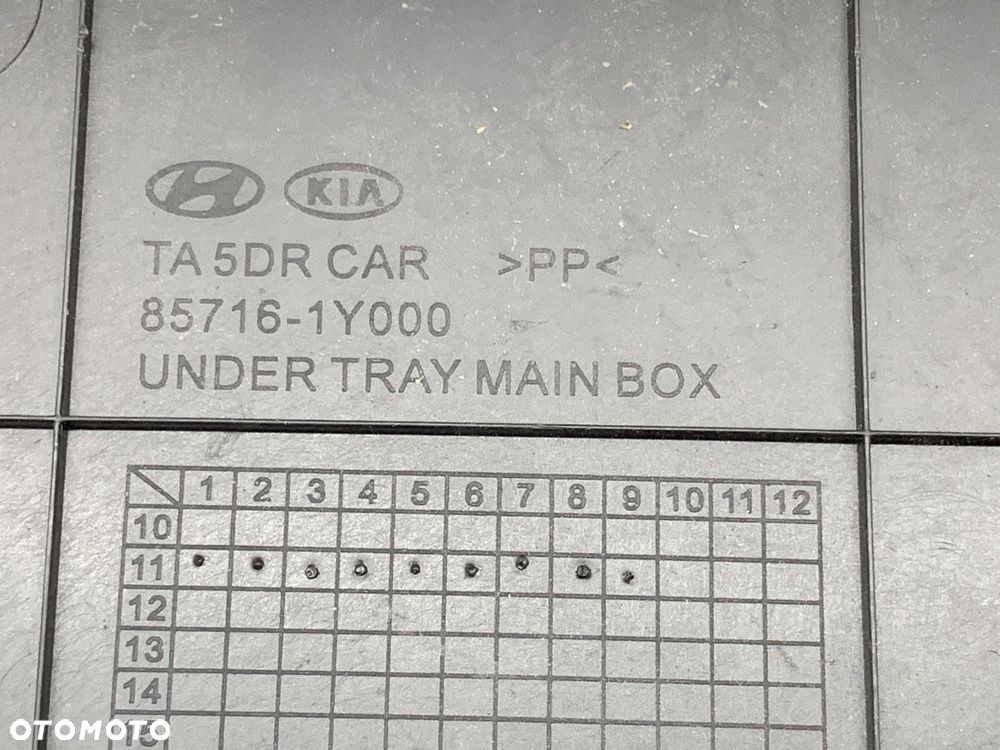 KIA
TA 5DR CAR >PP<
85716-1Y000
UNDER TRAY MAIN BOX
1 2 3 4 5 6 7 8 9 10 11 12
10
11
12
13
14
15
OTOMOTO